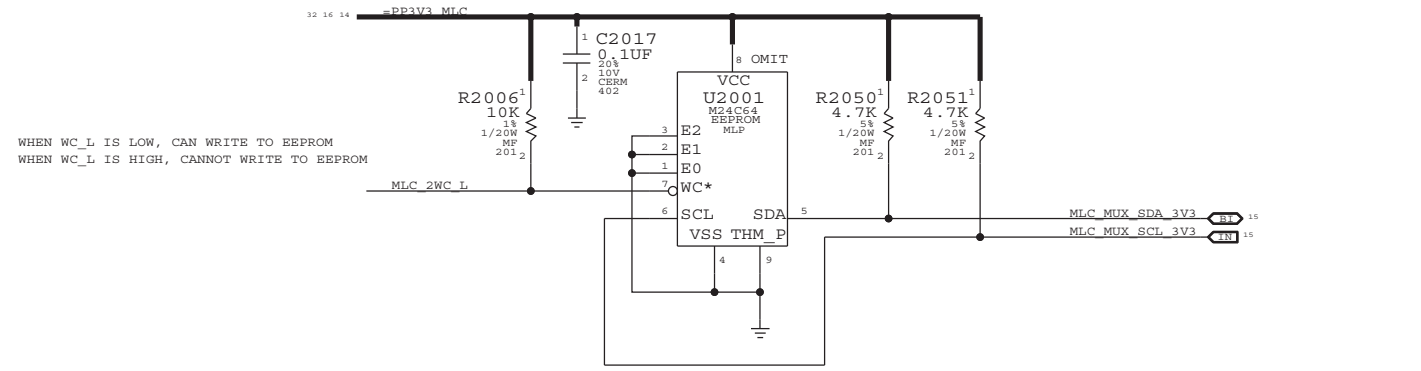 32 16 14 =PP3V3_MLC
1 C2017
0.1UF
20%
10V
CERM
402
2
8 OMIT
VCC
U2001
M24C64
EEPROM
MLP
R2006 1
10K
1%
1/20W
MF
201 2
R2050 1
4.7K
5%
1/20W
MF
201 2
R2051 1
4.7K
5%
1/20W
MF
201 2
3 E2
2 E1
1 E0
7 WC*
6 SCL
SDA 5
VSS THM_P
4 9
WHEN WC_L IS LOW, CAN WRITE TO EEPROM
WHEN WC_L IS HIGH, CANNOT WRITE TO EEPROM
MLC_2WC_L
MLC_MUX_SDA_3V3 BI 15
MLC_MUX_SCL_3V3 IN 15